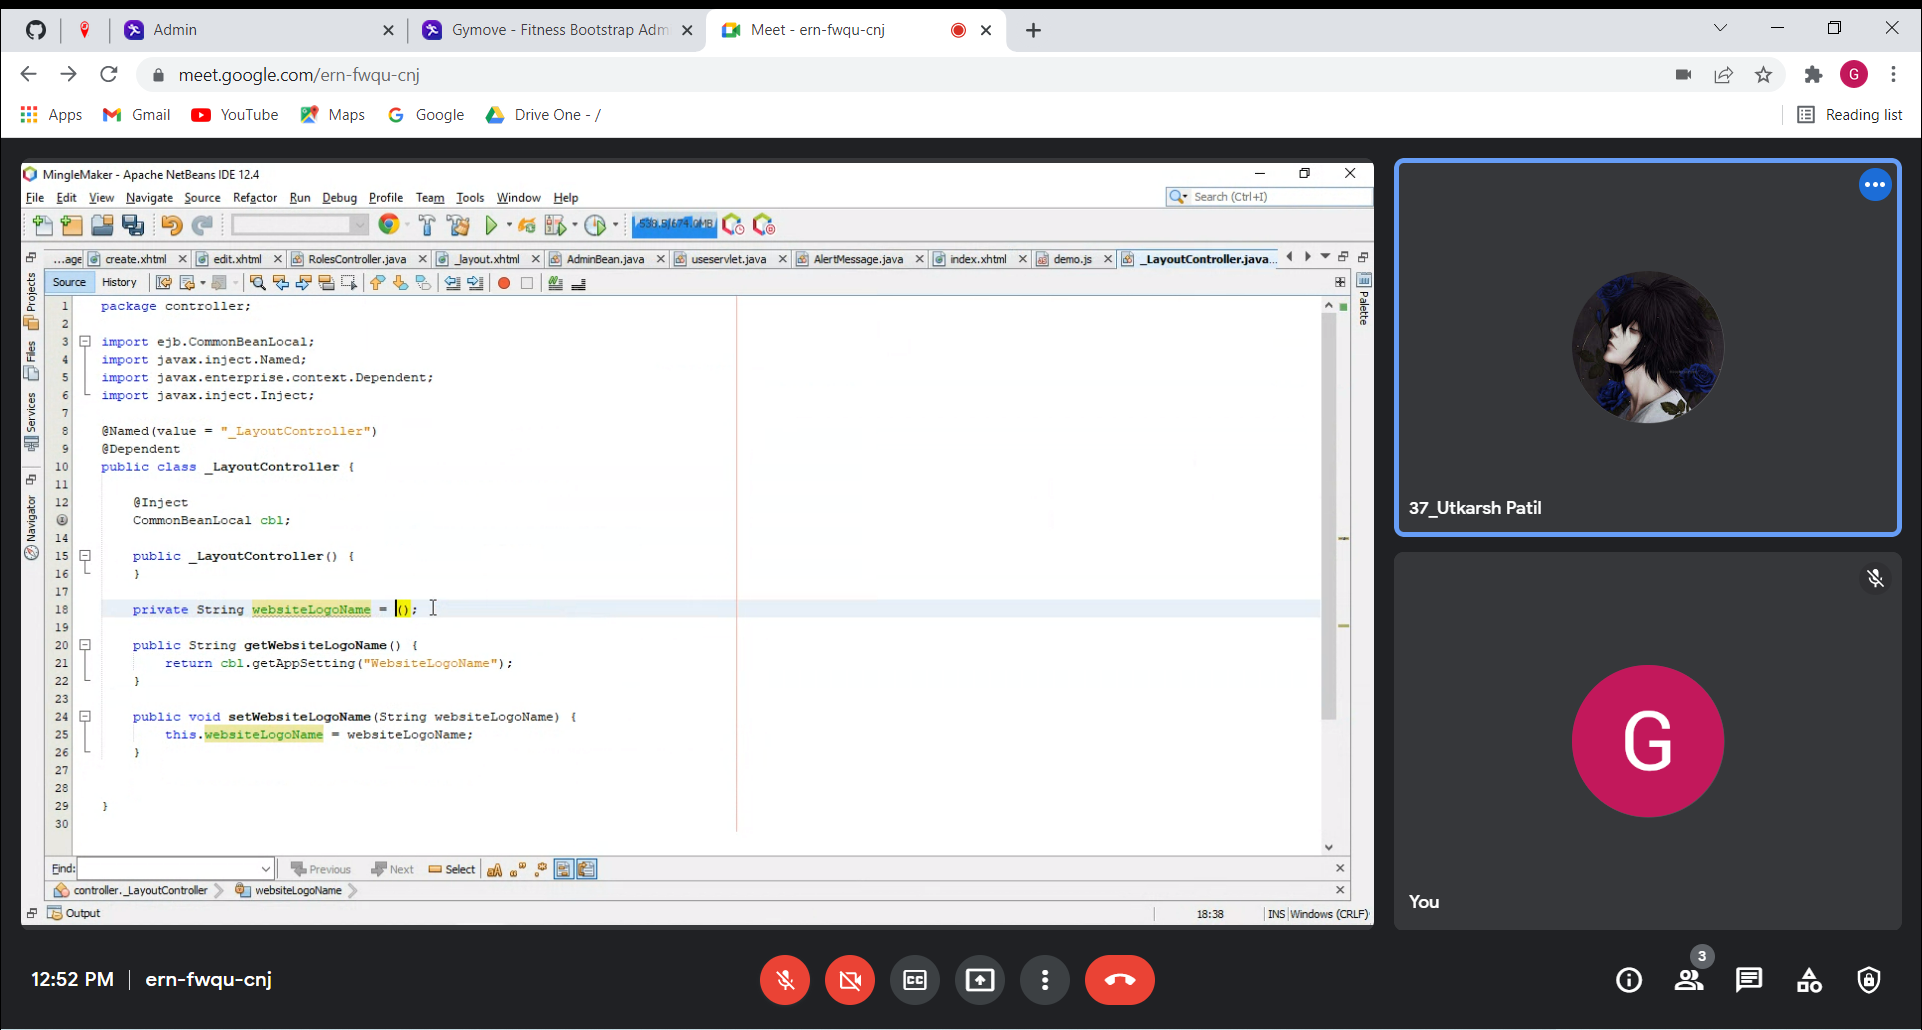 Admin
Gymove - Fitness Bootstrap Adm
Meet - ern-fwqu-cnj
meet.google.com/ern-fwqu-cnj
G
Apps
Gmail
YouTube
Maps
Google
Drive One - /
Reading list
MingleMaker - Apache NetBeans IDE 12.4
File Edit View Navigate Source Refactor Run Debug Profile Team Tools Window Help
Search (Ctrl+I)
538.5/674.0MB
...age
create.xhtml
edit.xhtml
RolesController.java
_layout.xhtml
AdminBean.java
useservlet.java
AlertMessage.java
index.xhtml
demo.js
_LayoutController.java...
Source History
Projects
Files
Services
Navigator
Palette
1 package controller;
2
3 import ejb.CommonBeanLocal;
4 import javax.inject.Named;
5 import javax.enterprise.context.Dependent;
6 import javax.inject.Inject;
7
8 @Named(value = "_LayoutController")
9 @Dependent
10 public class _LayoutController {
11
12 @Inject
CommonBeanLocal cbl;
14
15 public _LayoutController() {
16 }
17
18 private String websiteLogoName = ();
19
20 public String getWebsiteLogoName() {
21 return cbl.getAppSetting("WebsiteLogoName");
22 }
23
24 public void setWebsiteLogoName(String websiteLogoName) {
25 this.websiteLogoName = websiteLogoName;
26 }
27
28
29 }
30
Find: Previous Next Select
controller._LayoutController websiteLogoName
Output
18:38 INS Windows (CRLF)
37_Utkarsh Patil
G
You
12:52 PM | ern-fwqu-cnj
CC
3